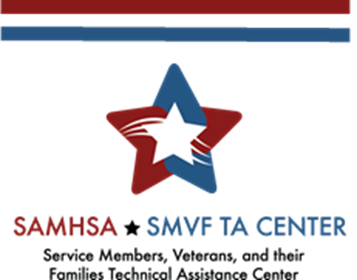 SAMHSA ★ SMVF TA CENTER
Service Members, Veterans, and their
Families Technical Assistance Center